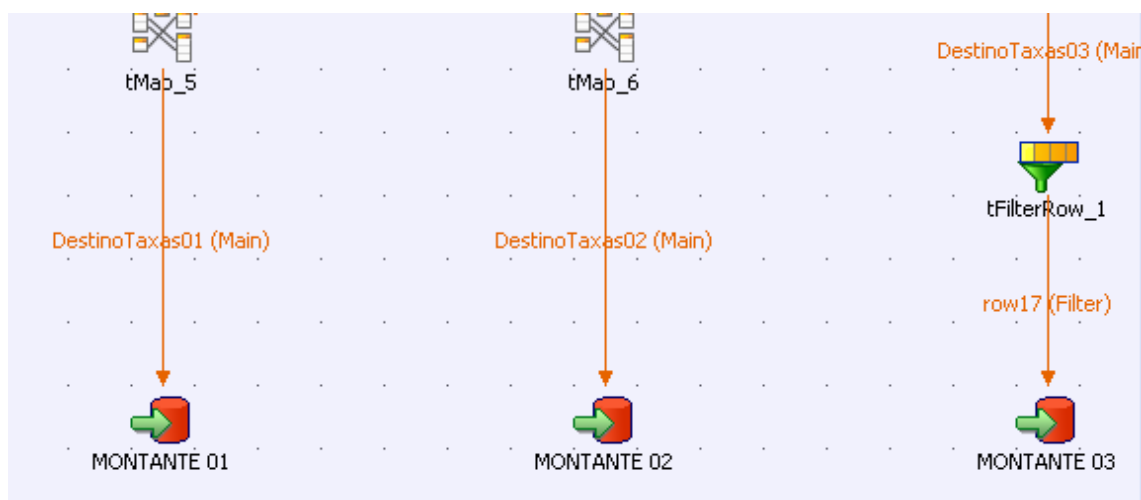 DestinoTaxas03 (Main
tMap_5
tMap_6
tFilterRow_1
DestinoTaxas01 (Main)
DestinoTaxas02 (Main)
row17 (Filter)
MONTANTE 01
MONTANTE 02
MONTANTE 03